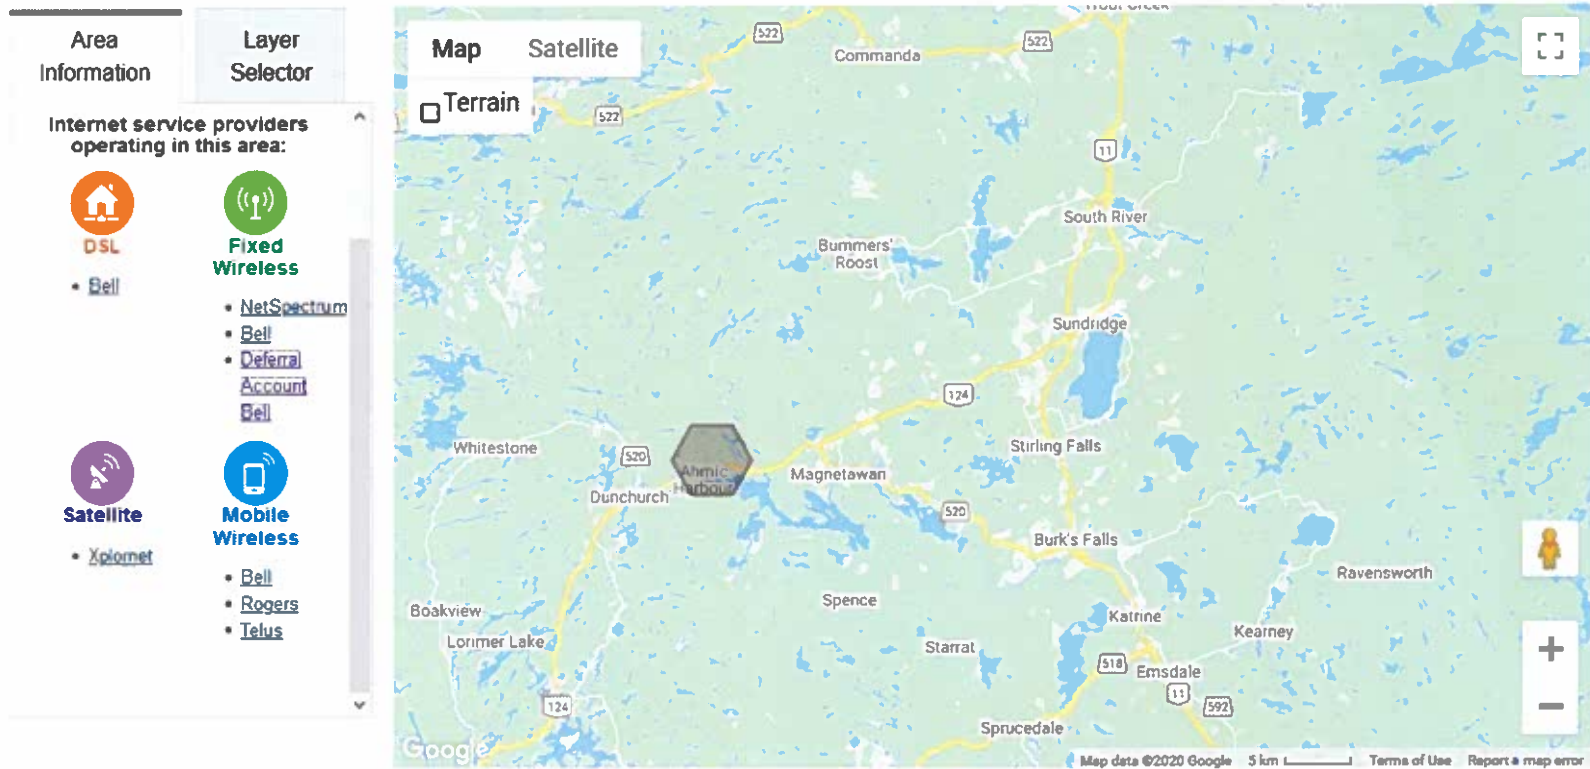 Area
Information
Layer
Selector
Internet service providers
operating in this area:
DSL
• Bell
Fixed
Wireless
• NetSpectrum
• Bell
• Deferral
Account
Bell
Satellite
• Xplornet
Mobile
Wireless
• Bell
• Rogers
• Telus
Map Satellite
Terrain
Trout Creek
522
Commanda
522
522
11
South River
Bummers'
Roost
Sundridge
124
Whitestone
520
Ahmic
Harbour
Magnetawan
Stirling Falls
Dunchurch
520
Burk's Falls
Ravensworth
Spence
Boakview
Katrine
Lorimer Lake
Starrat
Kearney
518
Emsdale
11
592
124
Sprucedale
Google
Map data ©2020 Google 5 km Terms of Use Report a map error